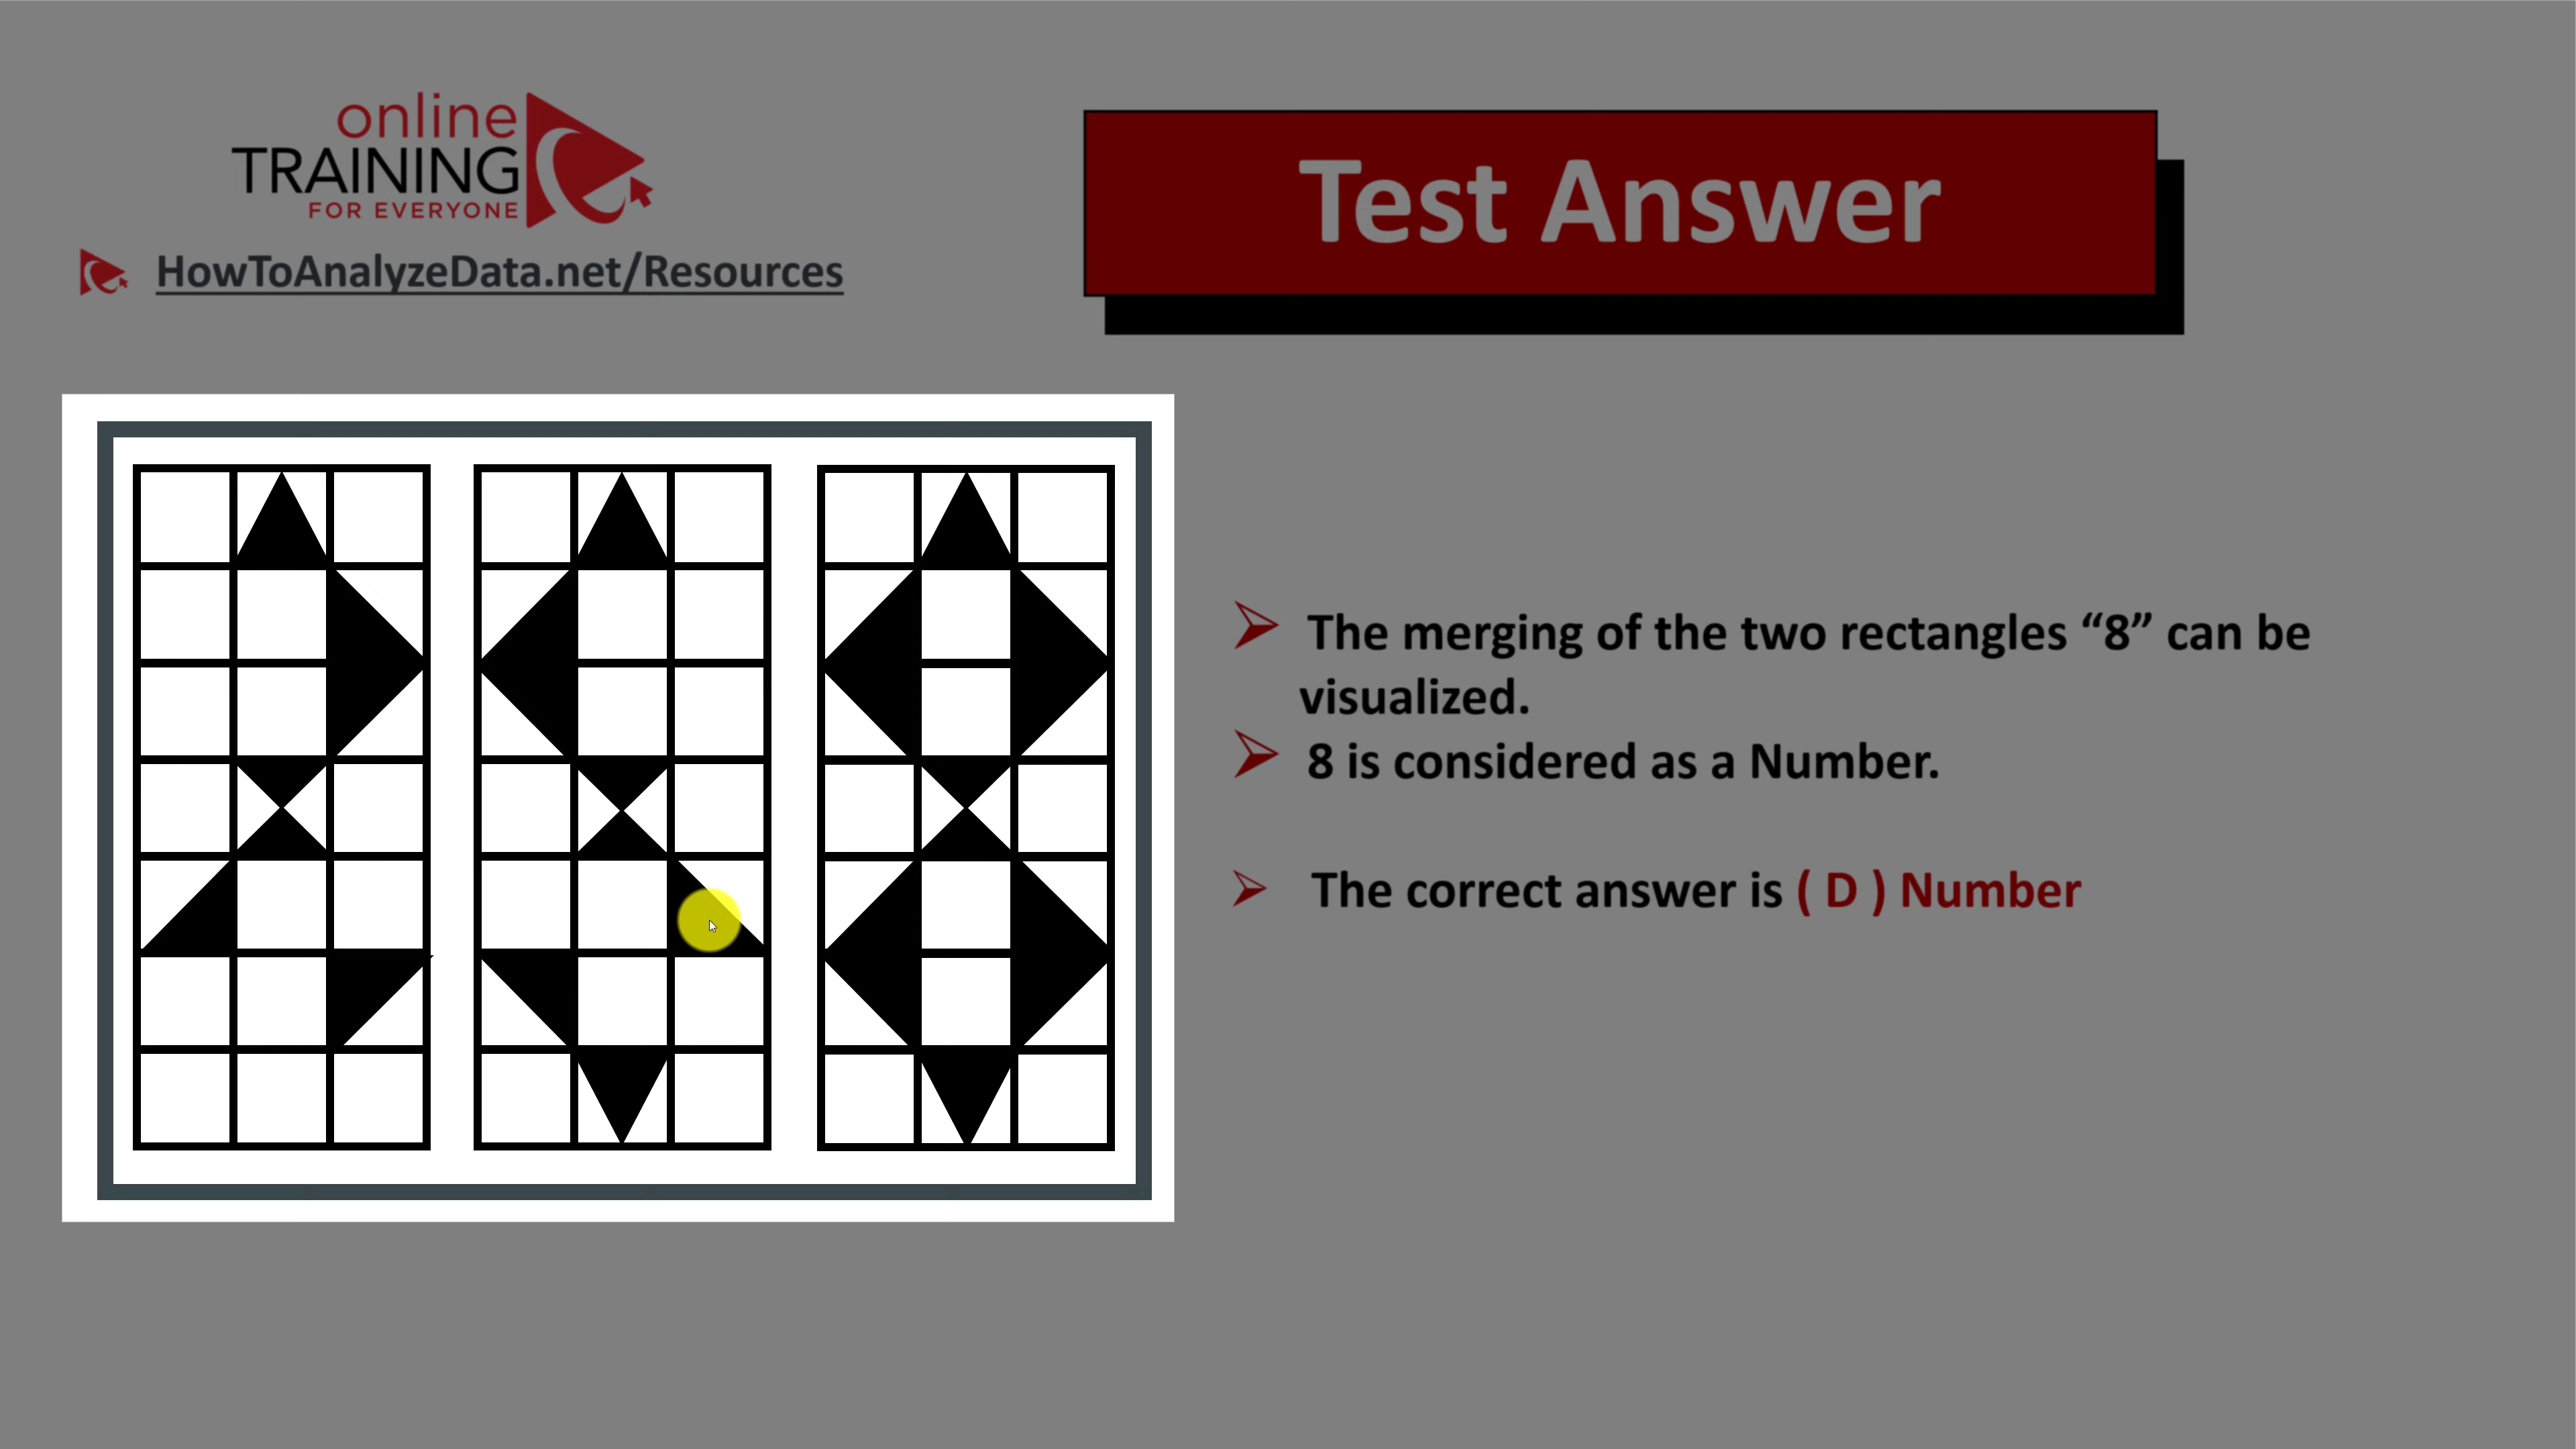 online
TRAINING
FOR EVERYONE
HowToAnalyzeData.net/Resources
Test Answer
The merging of the two rectangles “8” can be
visualized.
8 is considered as a Number.
The correct answer is ( D ) Number